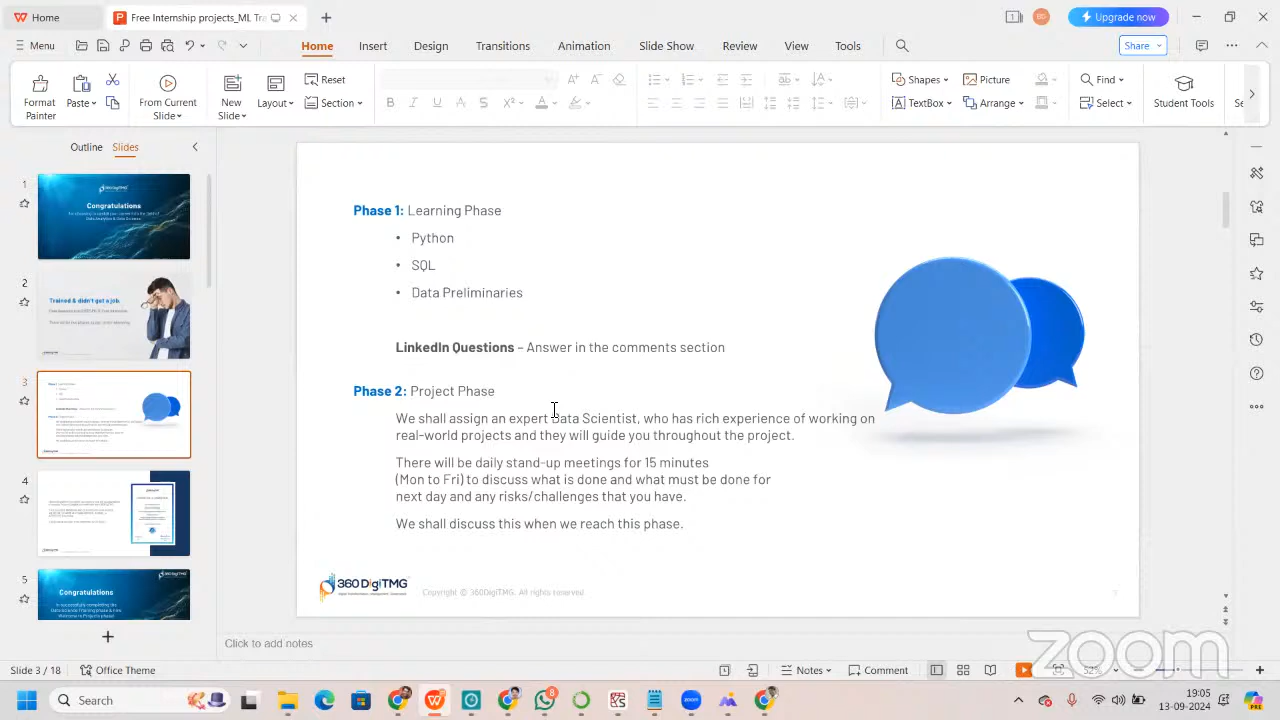 Home
Free Internship projects_ML Tra
Upgrade now
Menu
Home
Insert
Design
Transitions
Animation
Slide Show
Review
View
Tools
Share
Format
Painter
Paste
From Current
Slide
New
Slide
Layout
Reset
Section
Shapes
Picture
TextBox
Arrange
Find
Select
Student Tools
Outline
Slides
1
Congratulations
2
Trained & didn't get a job.
3
4
5
Congratulations
Phase 1: Learning Phase
• Python
• SQL
• Data Preliminaries
LinkedIn Questions – Answer in the comments section
Phase 2: Project Phase
We shall assign an expert Data Scientist, who has rich experience of working on
real-world projects and they will guide you throughout the project.
There will be daily stand-up meetings for 15 minutes
(Mon to Fri) to discuss what is done and what must be done for
next day and any risks/challenges that you have.
We shall discuss this when we reach this phase.
360DigiTMG
Copyright © 360DigiTMG. All rights reserved.
Click to add notes
zoom
Slide 3 / 18
Office Theme
Notes
Comment
Search
8
19:05
13-09-2024